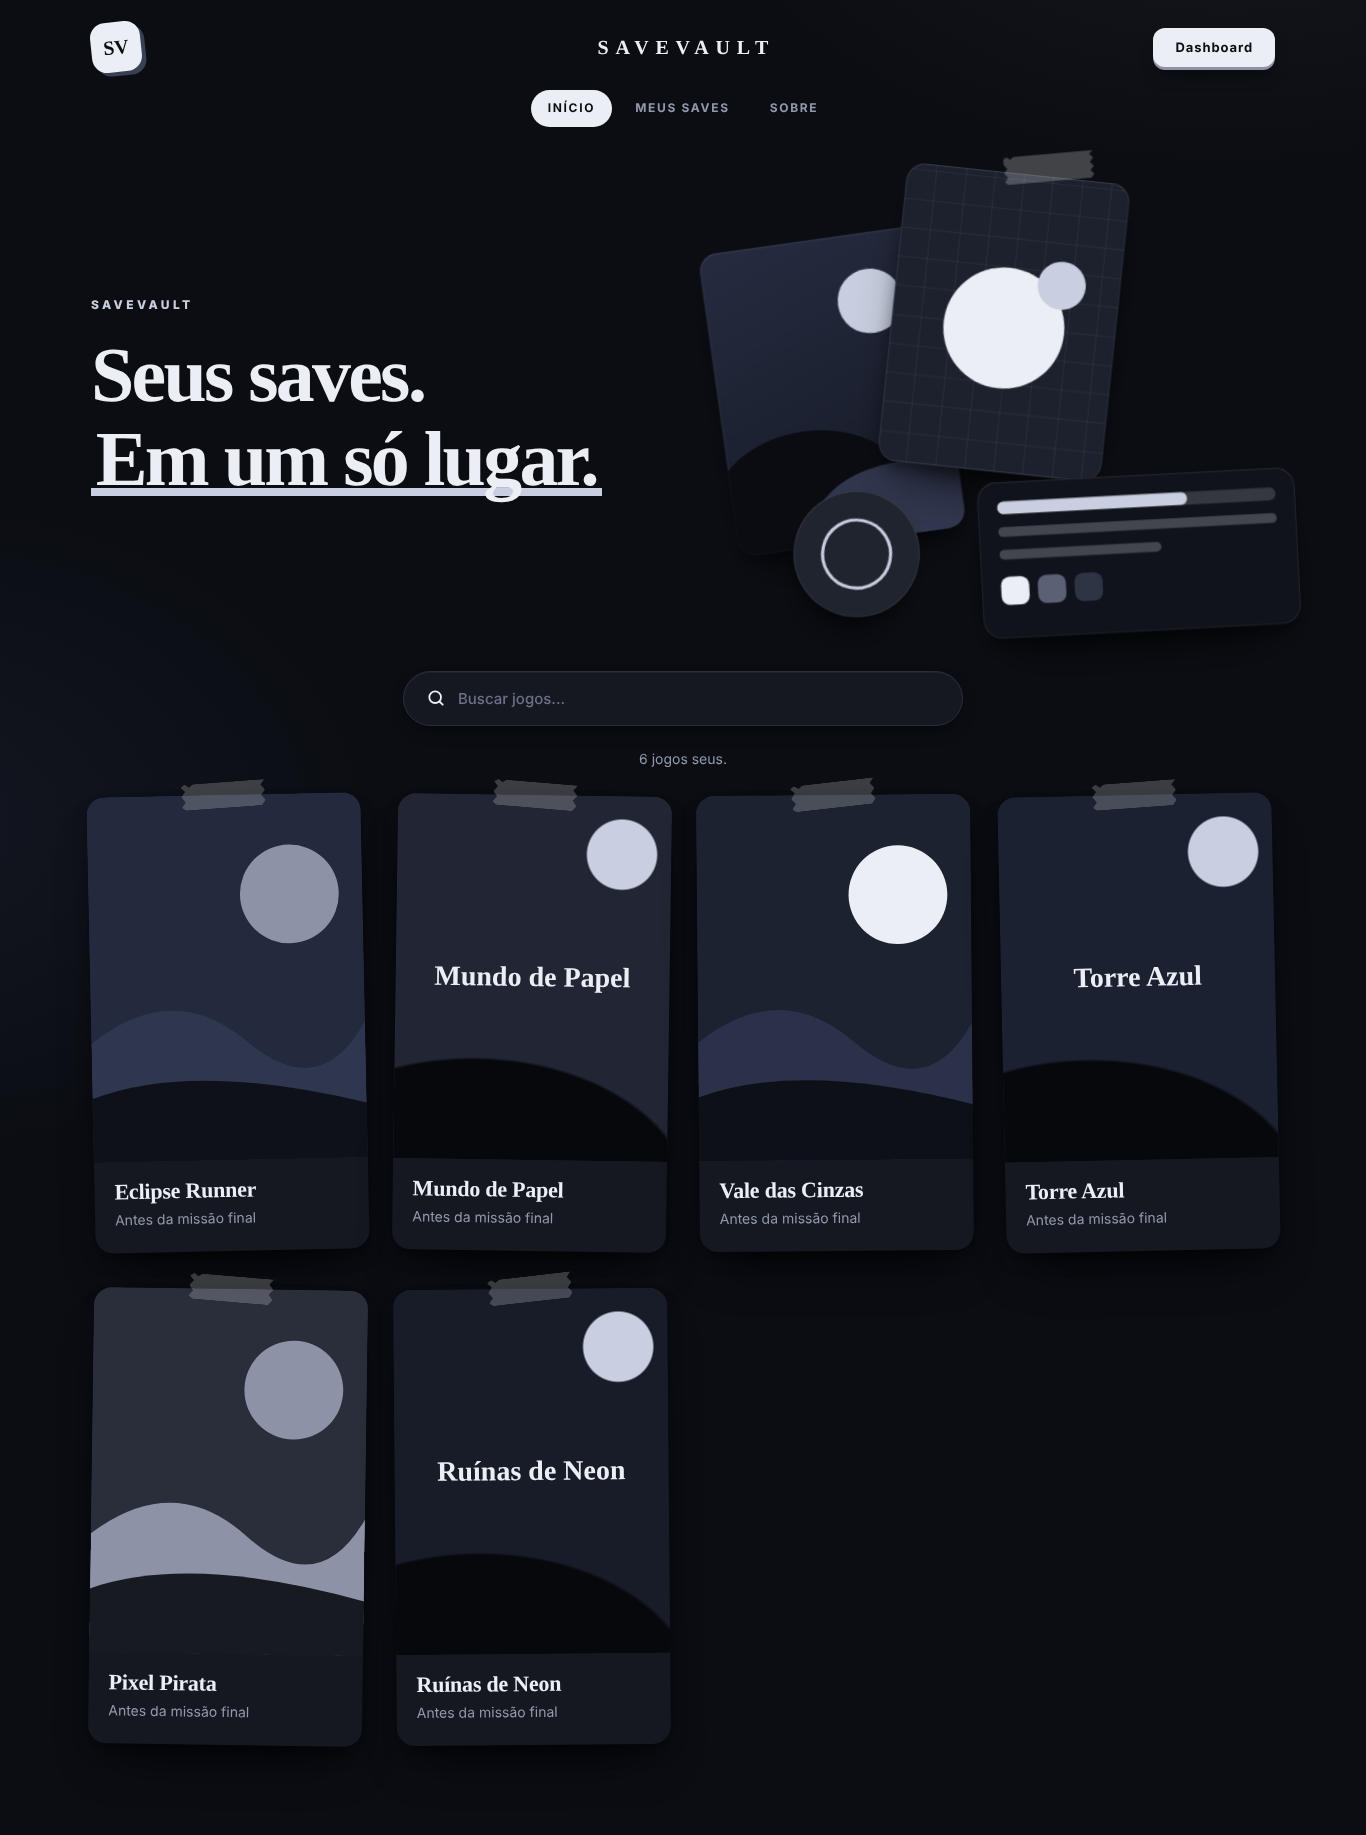 SV
SAVEVAULT
Dashboard
INÍCIO
MEUS SAVES
SOBRE
SAVEVAULT
Seus saves.
Em um só lugar.
Buscar jogos...
6 jogos seus.
Eclipse Runner
Antes da missão final
Mundo de Papel
Mundo de Papel
Antes da missão final
Vale das Cinzas
Antes da missão final
Torre Azul
Torre Azul
Antes da missão final
Pixel Pirata
Antes da missão final
Ruínas de Neon
Ruínas de Neon
Antes da missão final